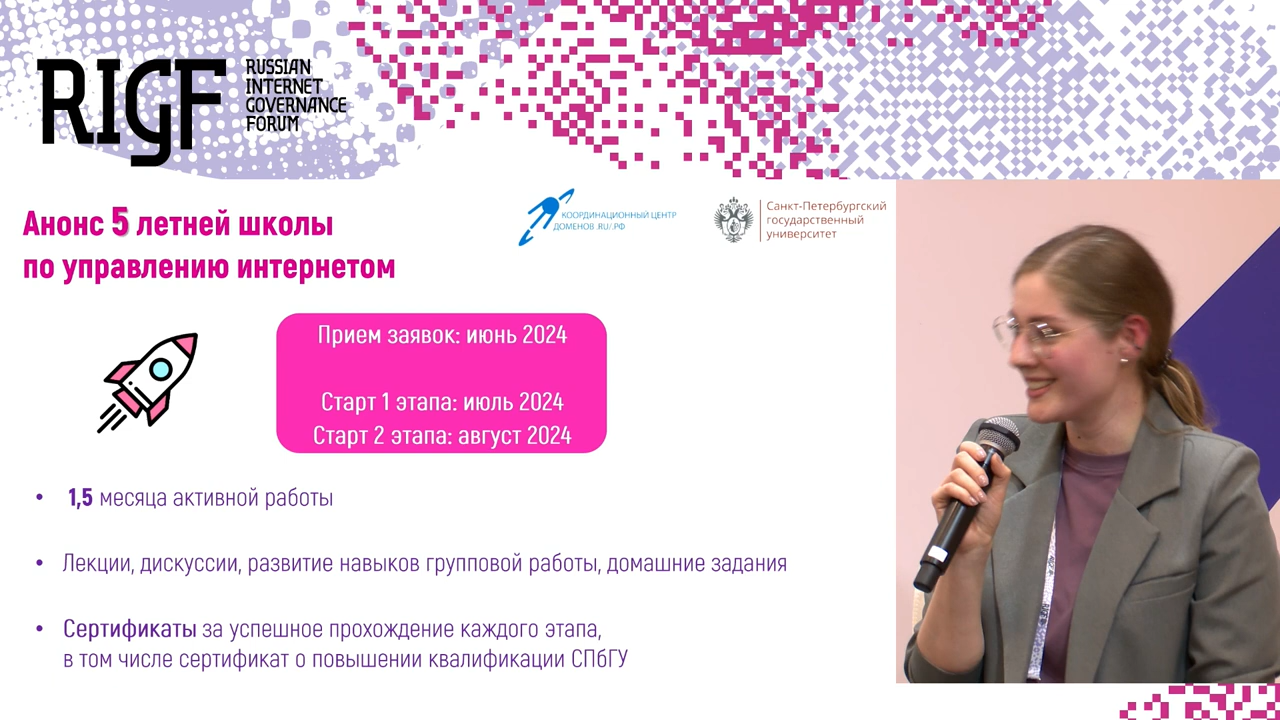 RIGF
RUSSIAN
INTERNET
GOVERNANCE
FORUM
Анонс 5 летней школы
по управлению интернетом
КООРДИНАЦИОННЫЙ ЦЕНТР
ДОМЕНОВ .RU/.РФ
Санкт-Петербургский
государственный
университет
Прием заявок: июнь 2024
Старт 1 этапа: июль 2024
Старт 2 этапа: август 2024
• 1,5 месяца активной работы
• Лекции, дискуссии, развитие навыков групповой работы, домашние задания
• Сертификаты за успешное прохождение каждого этапа,
в том числе сертификат о повышении квалификации СПбГУ